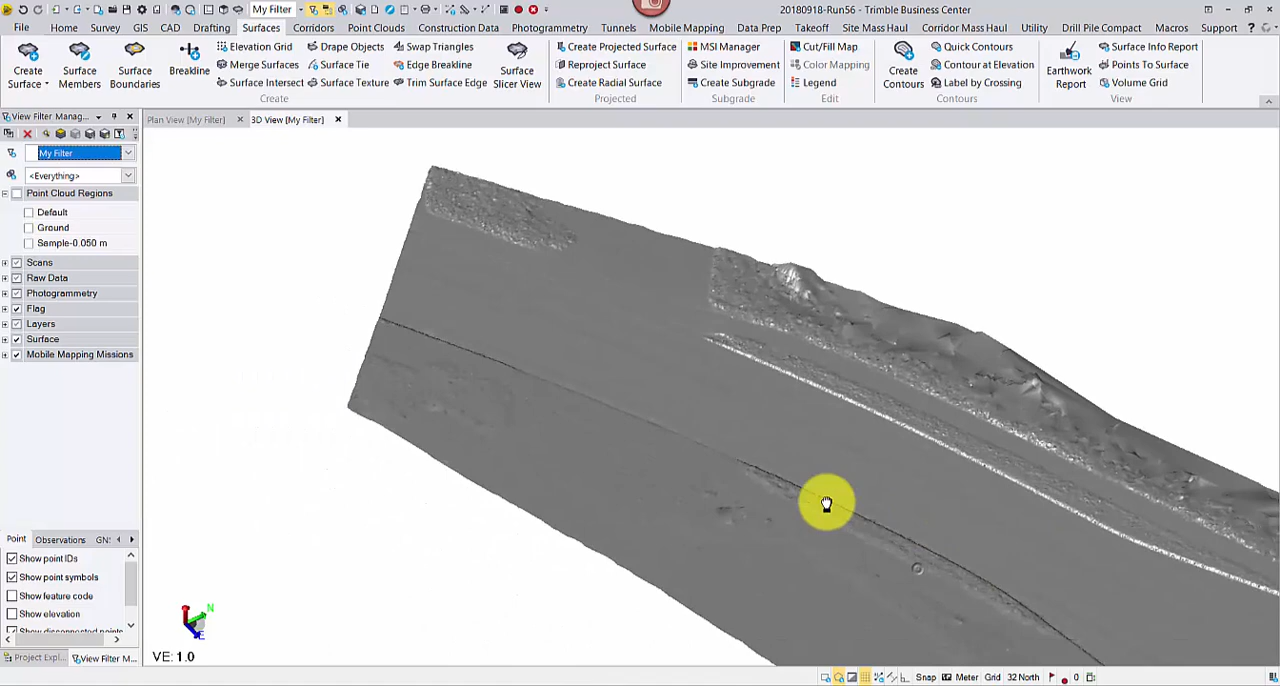 My Filter
20180918-Run56 - Trimble Business Center
File Home Survey GIS CAD Drafting Surfaces Corridors Point Clouds Construction Data Photogrammetry Tunnels Mobile Mapping Data Prep Takeoff Site Mass Haul Corridor Mass Haul Utility Drill Pile Compact Macros Support
Create Surface
Surface Members
Surface Boundaries
Breakline
Elevation Grid Drape Objects Swap Triangles
Merge Surfaces Surface Tie Edge Breakline
Surface Intersect Surface Texture Trim Surface Edge
Surface Slicer View
Create Projected Surface
Reproject Surface
Create Radial Surface
MSI Manager
Site Improvement
Create Subgrade
Cut/Fill Map
Color Mapping
Legend
Create Contours
Quick Contours
Contour at Elevation
Label by Crossing
Earthwork Report
Surface Info Report
Points To Surface
Volume Grid
Create Projected Subgrade Edit Contours View
View Filter Manag...
Plan View [My Filter] 3D View [My Filter]
My Filter
<Everything>
Point Cloud Regions
Default
Ground
Sample-0.050 m
Scans
Raw Data
Photogrammetry
Flag
Layers
Surface
Mobile Mapping Missions
Point Observations GN:
Show point IDs
Show point symbols
Show feature code
Show elevation
Show disconnected points
Project Expl... View Filter M...
N
E
VE: 1.0
Snap Meter Grid 32 North 0